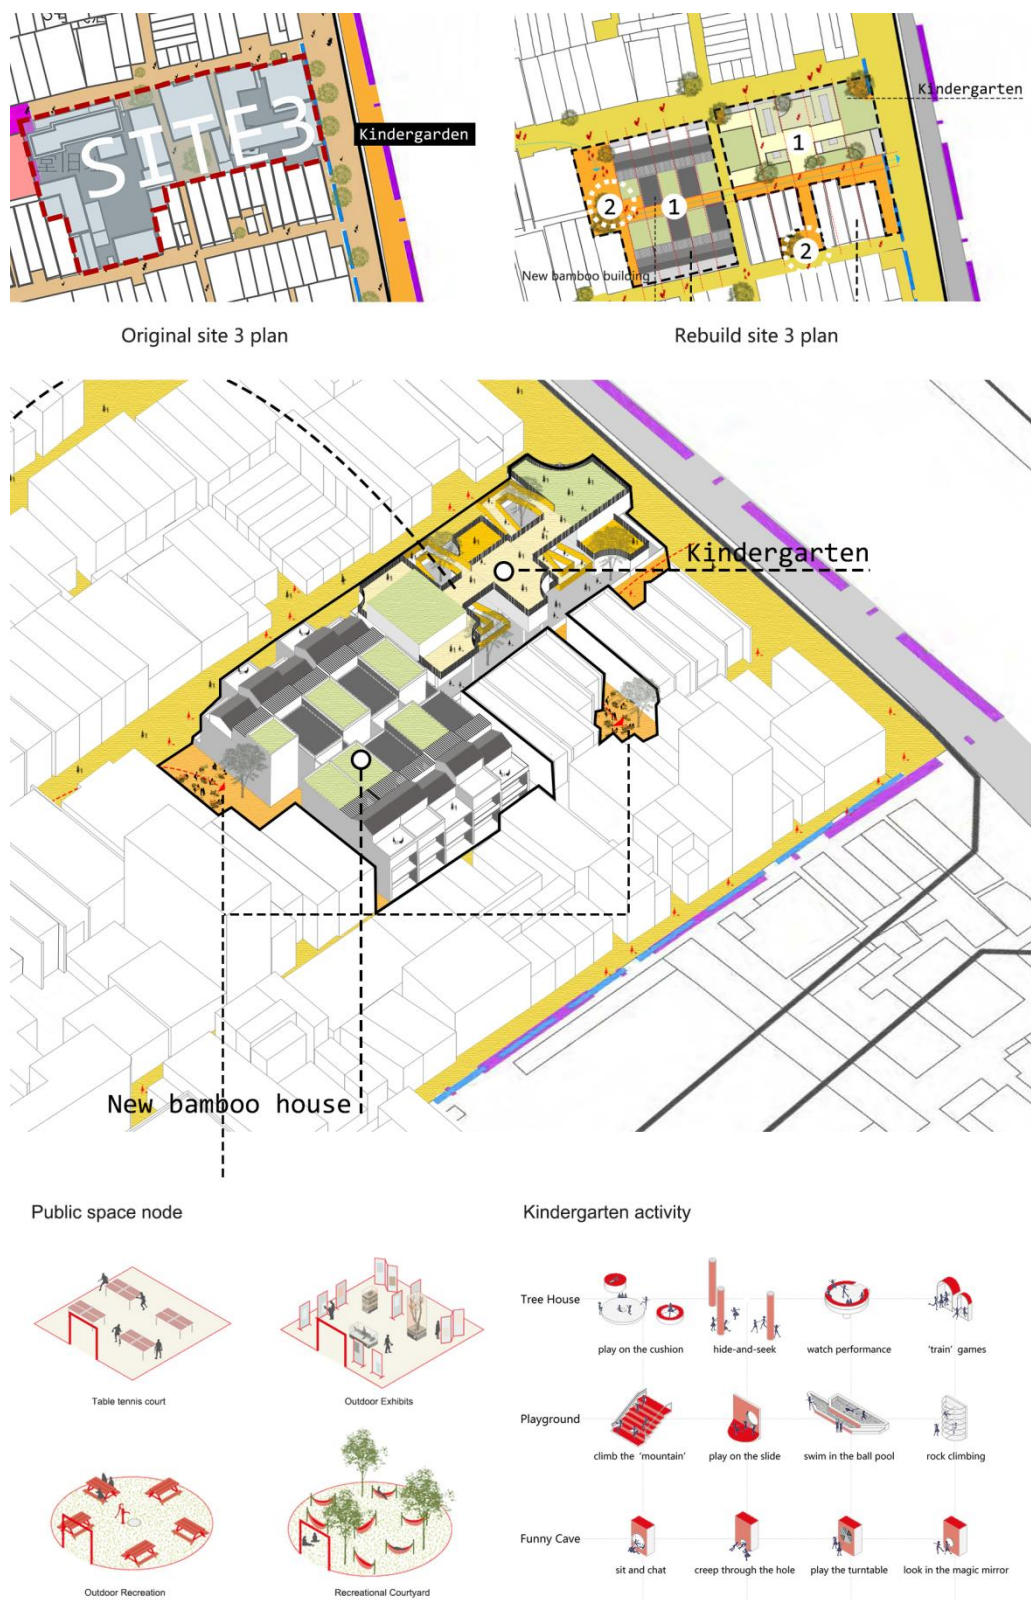 SITE3
Kindergarden
Kindergarten
1
2
1
2
New bamboo building
Original site 3 plan
Rebuild site 3 plan
Kindergarten
New bamboo house
Public space node
Kindergarten activity
Tree House
play on the cushion
hide-and-seek
watch performance
'train' games
Table tennis court
Outdoor Exhibits
Playground
climb the 'mountain'
play on the slide
swim in the ball pool
rock climbing
Funny Cave
sit and chat
creep through the hole
play the turntable
look in the magic mirror
Outdoor Recreation
Recreational Courtyard